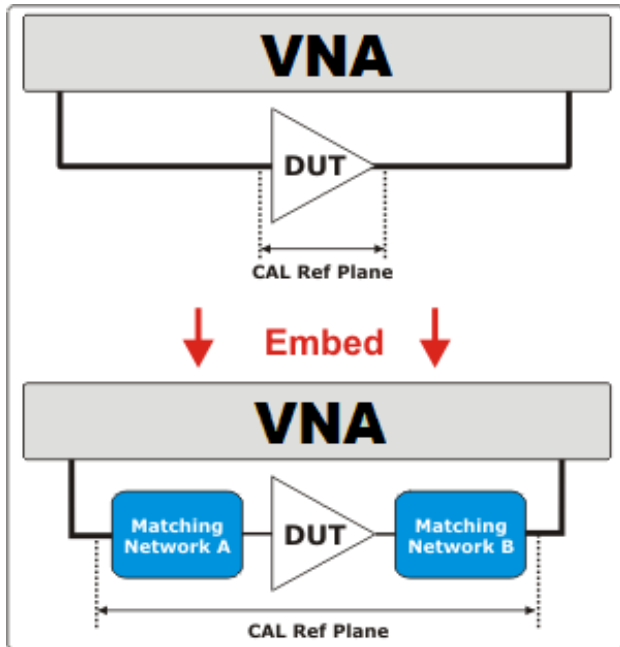 VNA
DUT
CAL Ref Plane
Embed
VNA
Matching
Network A
DUT
Matching
Network B
CAL Ref Plane